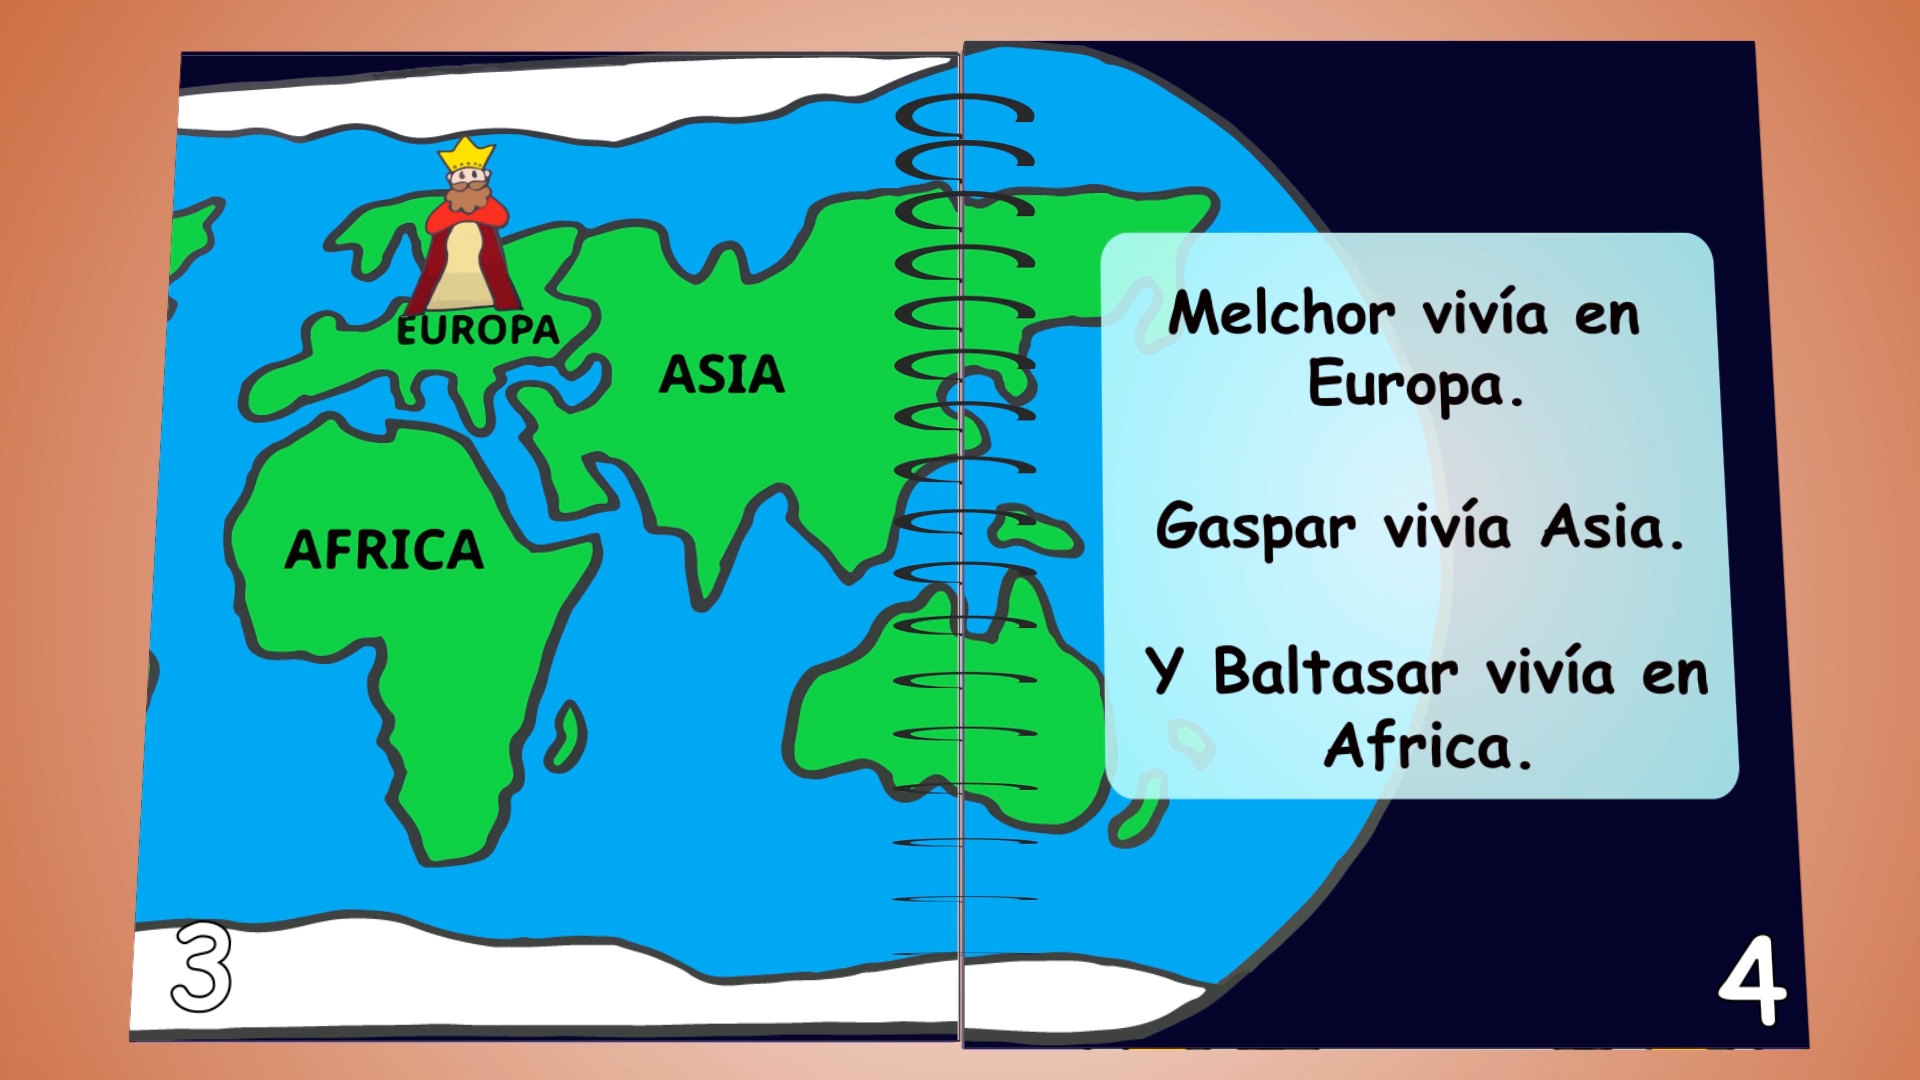 EUROPA
ASIA
AFRICA
3
Melchor vivía en
Europa.
Gaspar vivía Asia.
Y Baltasar vivía en
Africa.
4